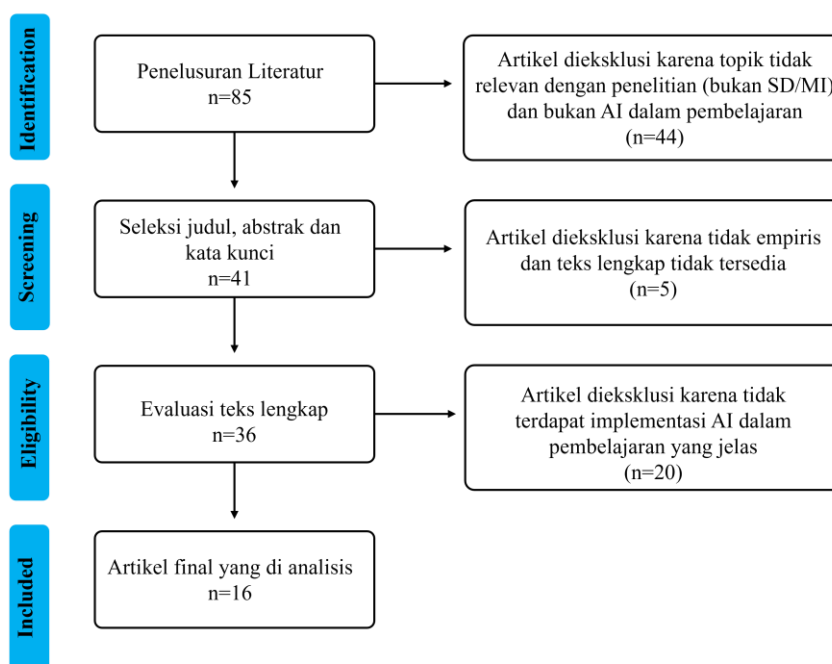 Identification
Penelusuran Literatur
n=85
Artikel dieksklusi karena topik tidak
relevan dengan penelitian (bukan SD/MI)
dan bukan AI dalam pembelajaran
(n=44)
Screening
Seleksi judul, abstrak dan
kata kunci
n=41
Artikel dieksklusi karena tidak empiris
dan teks lengkap tidak tersedia
(n=5)
Eligibility
Evaluasi teks lengkap
n=36
Artikel dieksklusi karena tidak
terdapat implementasi AI dalam
pembelajaran yang jelas
(n=20)
Included
Artikel final yang di analisis
n=16